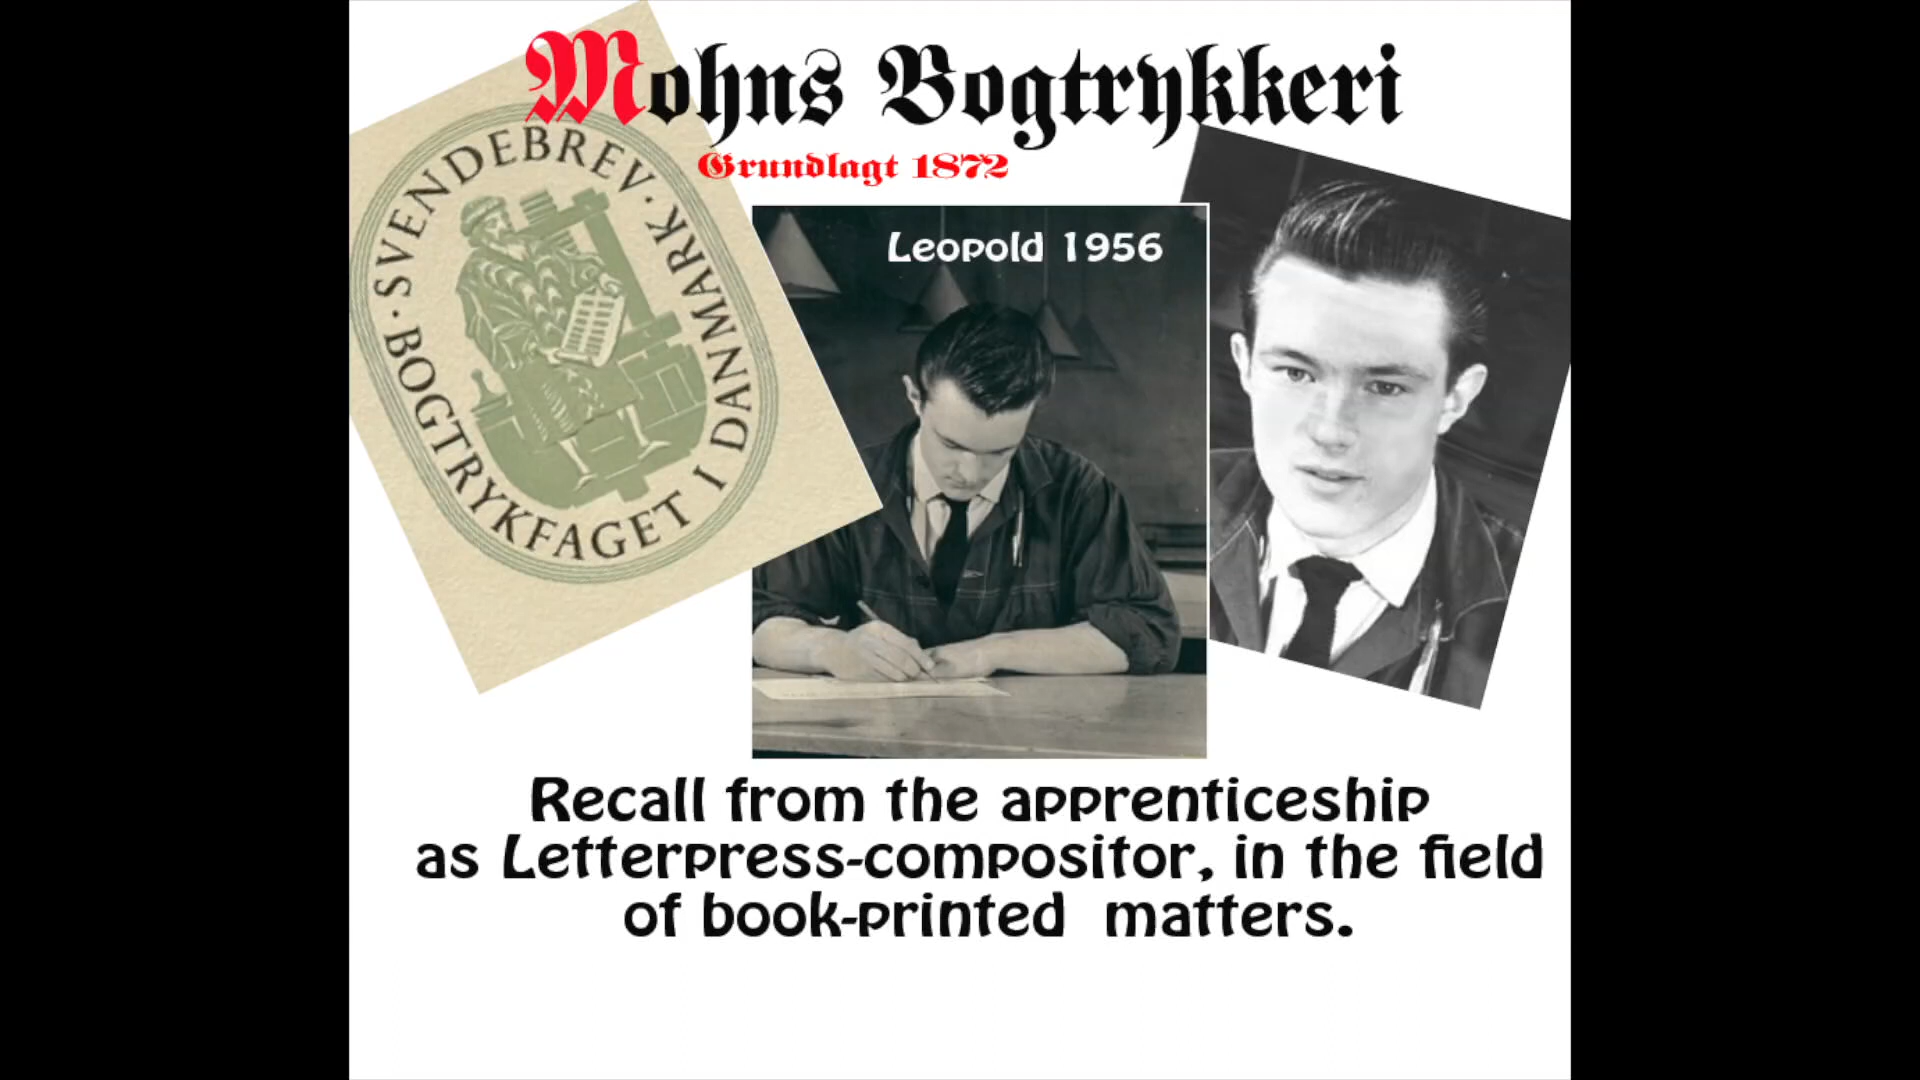 Mohns Bogtrykkeri
Grundlagt 1872
SVENDEBREV · BOGTRYKFAGET I DANMARK ·
Leopold 1956
Recall from the apprenticeship
as Letterpress-compositor, in the field
of book-printed matters.